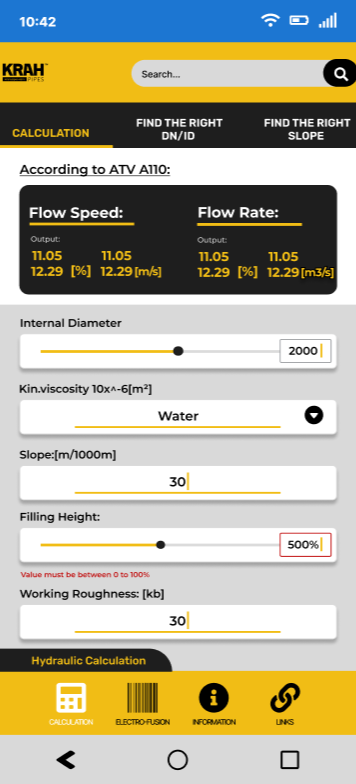 10:42
KRAH™
PIPES
Search...
CALCULATION
FIND THE RIGHT
DN/ID
FIND THE RIGHT
SLOPE
According to ATV A110:
Flow Speed:
Output:
11.05 11.05
12.29 [%] 12.29 [m/s]
Flow Rate:
Output:
11.05 11.05
12.29 [%] 12.29 [m3/s]
Internal Diameter
2000
Kin.viscosity 10x^-6[m²]
Water
Slope:[m/1000m]
30
Filling Height:
500%
Value must be between 0 to 100%
Working Roughness: [kb]
30
Hydraulic Calculation
CALCULATION
ELECTRO-FUSION
INFORMATION
LINKS